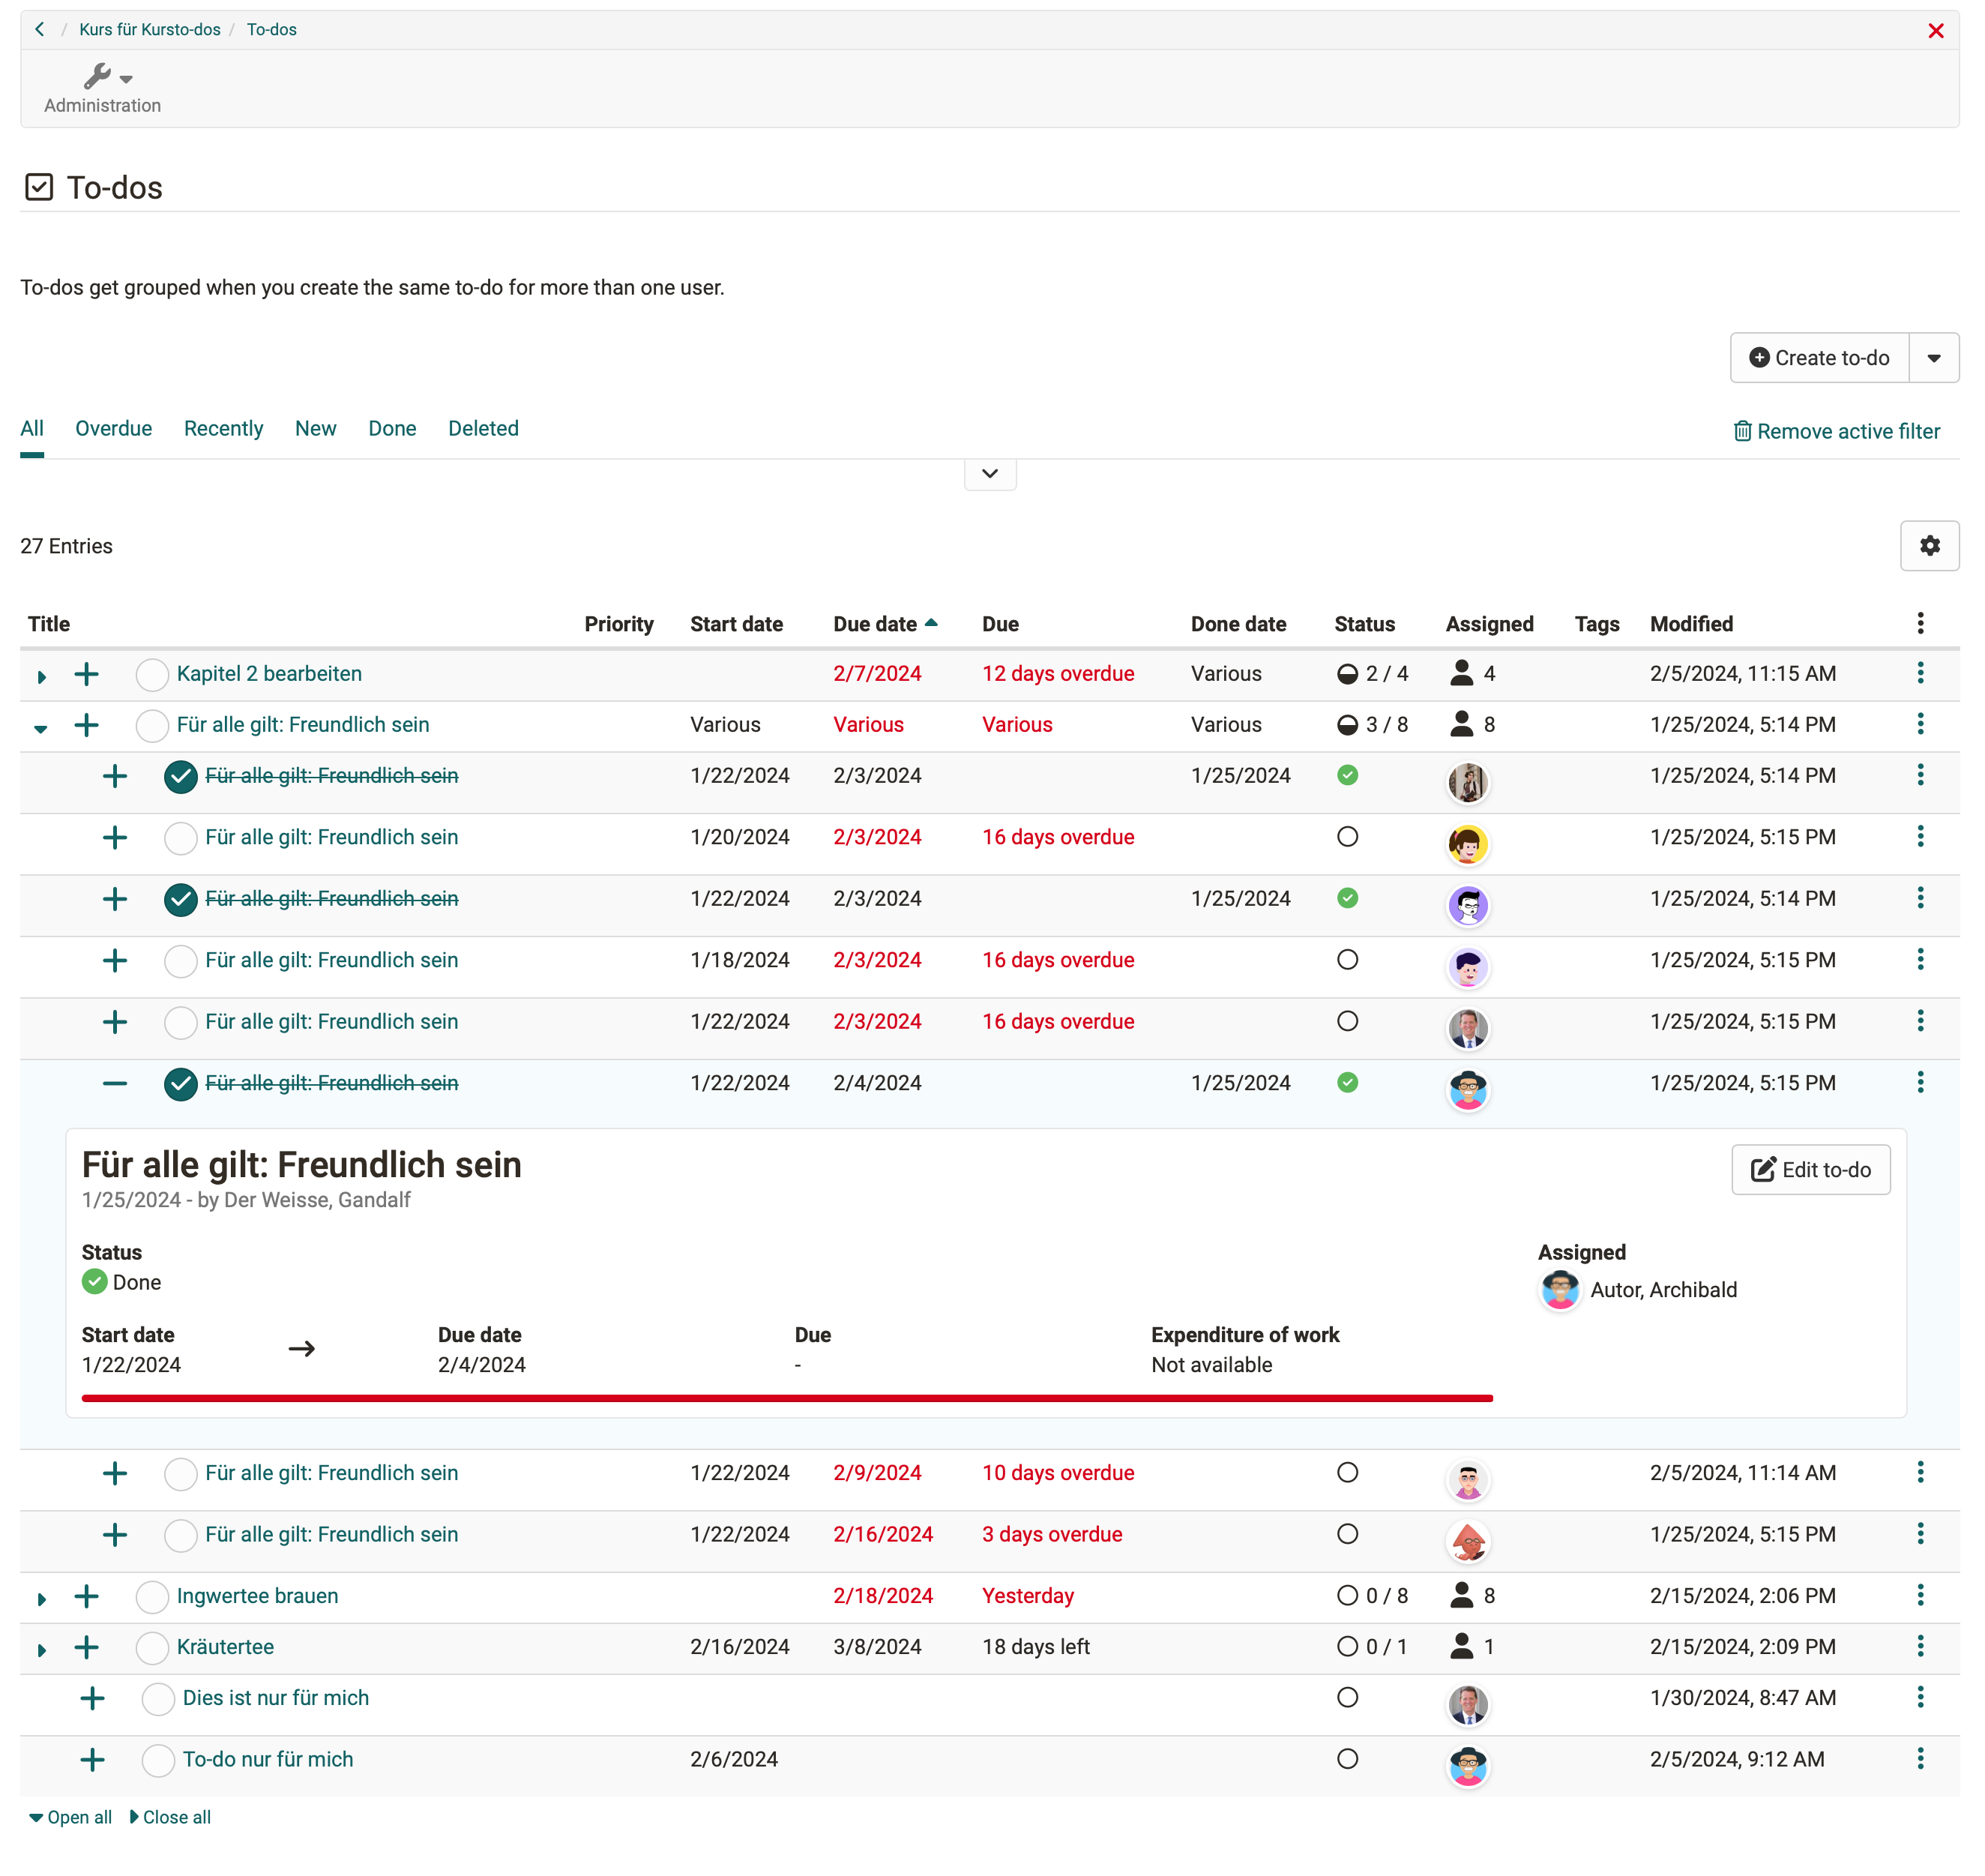 / Kurs für Kursto-dos / To-dos
Administration
To-dos
To-dos get grouped when you create the same to-do for more than one user.
Create to-do
All Overdue Recently New Done Deleted Remove active filter
27 Entries
Title Priority Start date Due date Due Done date Status Assigned Tags Modified
Kapitel 2 bearbeiten 2/7/2024 12 days overdue Various 2 / 4 4 2/5/2024, 11:15 AM
Für alle gilt: Freundlich sein Various Various Various Various 3 / 8 8 1/25/2024, 5:14 PM
Für alle gilt: Freundlich sein 1/22/2024 2/3/2024 1/25/2024 1/25/2024, 5:14 PM
Für alle gilt: Freundlich sein 1/20/2024 2/3/2024 16 days overdue 1/25/2024, 5:15 PM
Für alle gilt: Freundlich sein 1/22/2024 2/3/2024 1/25/2024 1/25/2024, 5:14 PM
Für alle gilt: Freundlich sein 1/18/2024 2/3/2024 16 days overdue 1/25/2024, 5:15 PM
Für alle gilt: Freundlich sein 1/22/2024 2/3/2024 16 days overdue 1/25/2024, 5:15 PM
Für alle gilt: Freundlich sein 1/22/2024 2/4/2024 1/25/2024 1/25/2024, 5:15 PM
Für alle gilt: Freundlich sein
Edit to-do
1/25/2024 - by Der Weisse, Gandalf
Status
Done
Assigned
Autor, Archibald
Start date Due date Due Expenditure of work
1/22/2024 2/4/2024 - Not available
Für alle gilt: Freundlich sein 1/22/2024 2/9/2024 10 days overdue 2/5/2024, 11:14 AM
Für alle gilt: Freundlich sein 1/22/2024 2/16/2024 3 days overdue 1/25/2024, 5:15 PM
Ingwertee brauen 2/18/2024 Yesterday 0 / 8 8 2/15/2024, 2:06 PM
Kräutertee 2/16/2024 3/8/2024 18 days left 0 / 1 1 2/15/2024, 2:09 PM
Dies ist nur für mich 1/30/2024, 8:47 AM
To-do nur für mich 2/6/2024 2/5/2024, 9:12 AM
Open all Close all